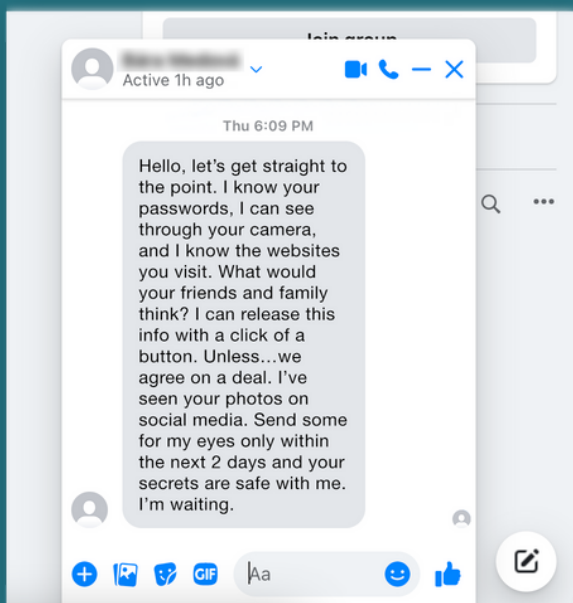 Join group
Active 1h ago
Thu 6:09 PM
Hello, let's get straight to
the point. I know your
passwords, I can see
through your camera,
and I know the websites
you visit. What would
your friends and family
think? I can release this
info with a click of a
button. Unless...we
agree on a deal. I've
seen your photos on
social media. Send some
for my eyes only within
the next 2 days and your
secrets are safe with me.
I'm waiting.
GIF
Aa